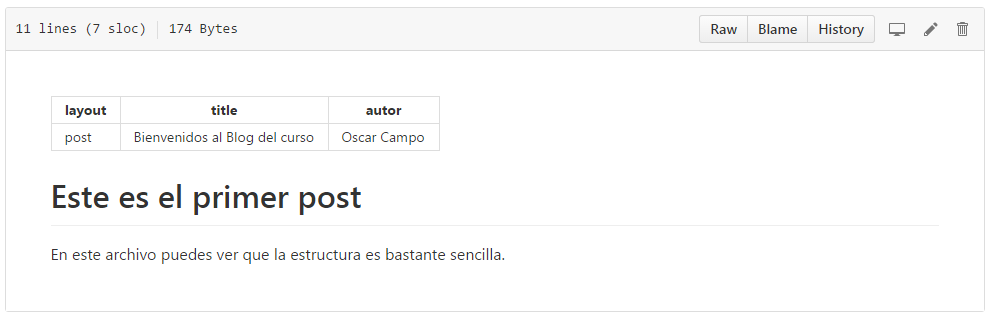 11 lines (7 sloc) 174 Bytes Raw Blame History
layout title autor
post Bienvenidos al Blog del curso Oscar Campo
Este es el primer post
En este archivo puedes ver que la estructura es bastante sencilla.